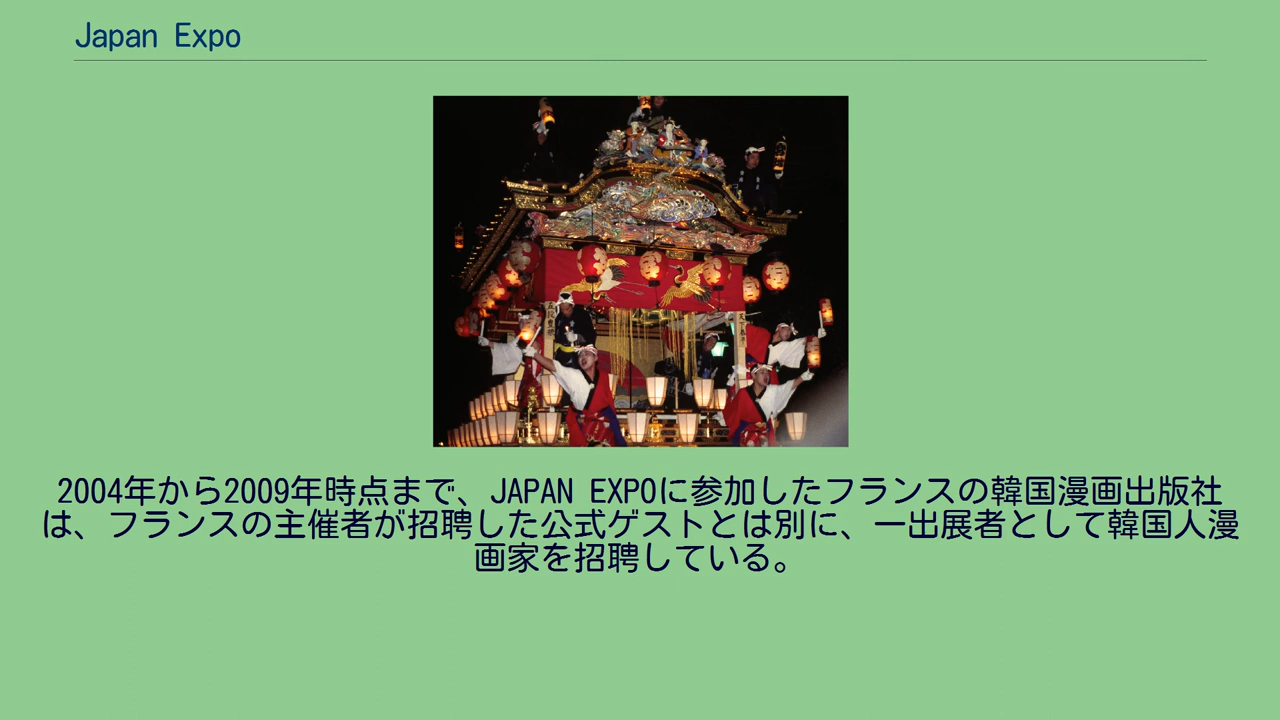 Japan Expo
2004年から2009年時点まで、JAPAN EXPOに参加したフランスの韓国漫画出版社
は、フランスの主催者が招聘した公式ゲストとは別に、一出展者として韓国人漫
画家を招聘している。